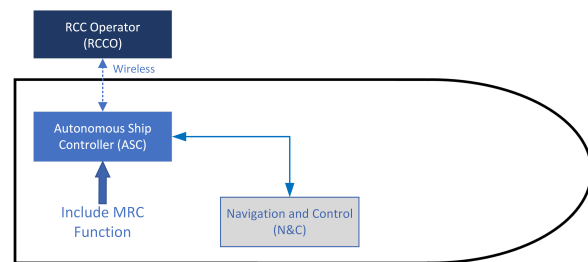 RCC Operator
(RCCO)
Wireless
Autonomous Ship
Controller (ASC)
Include MRC
Function
Navigation and Control
(N&C)